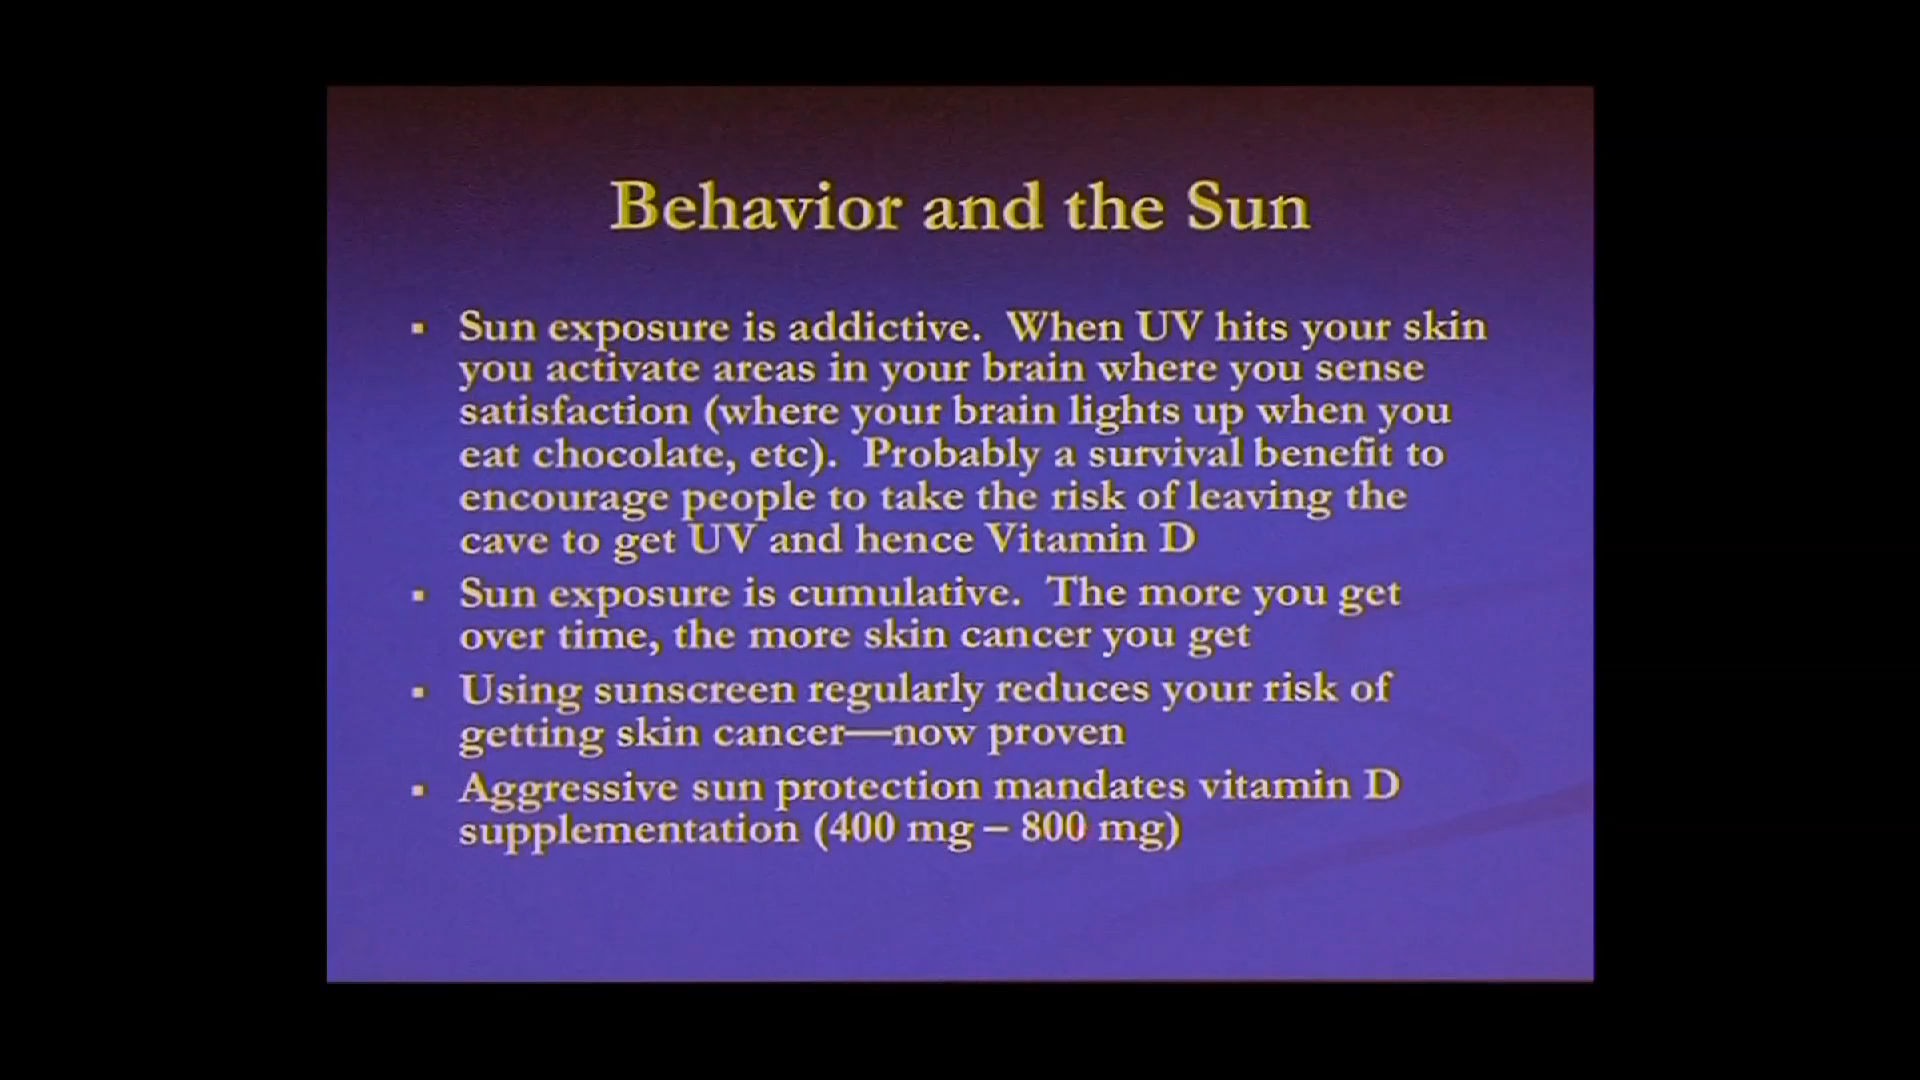 Behavior and the Sun
▪ Sun exposure is addictive. When UV hits your skin
you activate areas in your brain where you sense
satisfaction (where your brain lights up when you
eat chocolate, etc). Probably a survival benefit to
encourage people to take the risk of leaving the
cave to get UV and hence Vitamin D
▪ Sun exposure is cumulative. The more you get
over time, the more skin cancer you get
▪ Using sunscreen regularly reduces your risk of
getting skin cancer—now proven
▪ Aggressive sun protection mandates vitamin D
supplementation (400 mg – 800 mg)